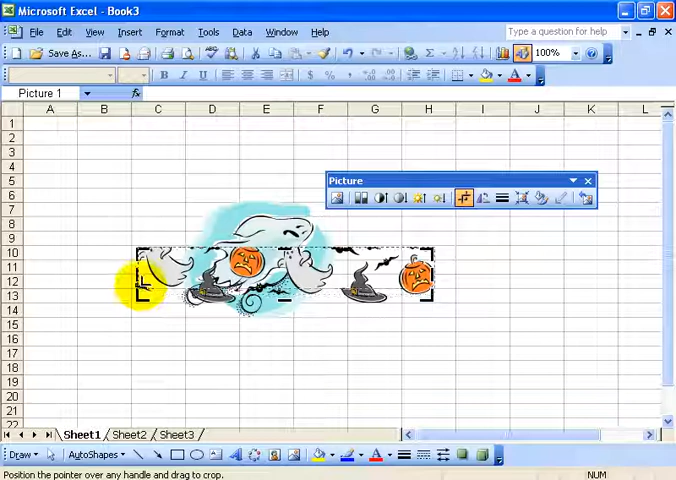 Microsoft Excel - Book3
File Edit View Insert Format Tools Data Window Help
Type a question for help
Save As... 100%
Picture 1
A B C D E F G H I J K L
1
2
3
4
5
Picture
6
7
8
9
10
11
12
13
14
15
16
17
18
19
20
21
22
Sheet1 Sheet2 Sheet3
Draw AutoShapes
Position the pointer over any handle and drag to crop. NUM